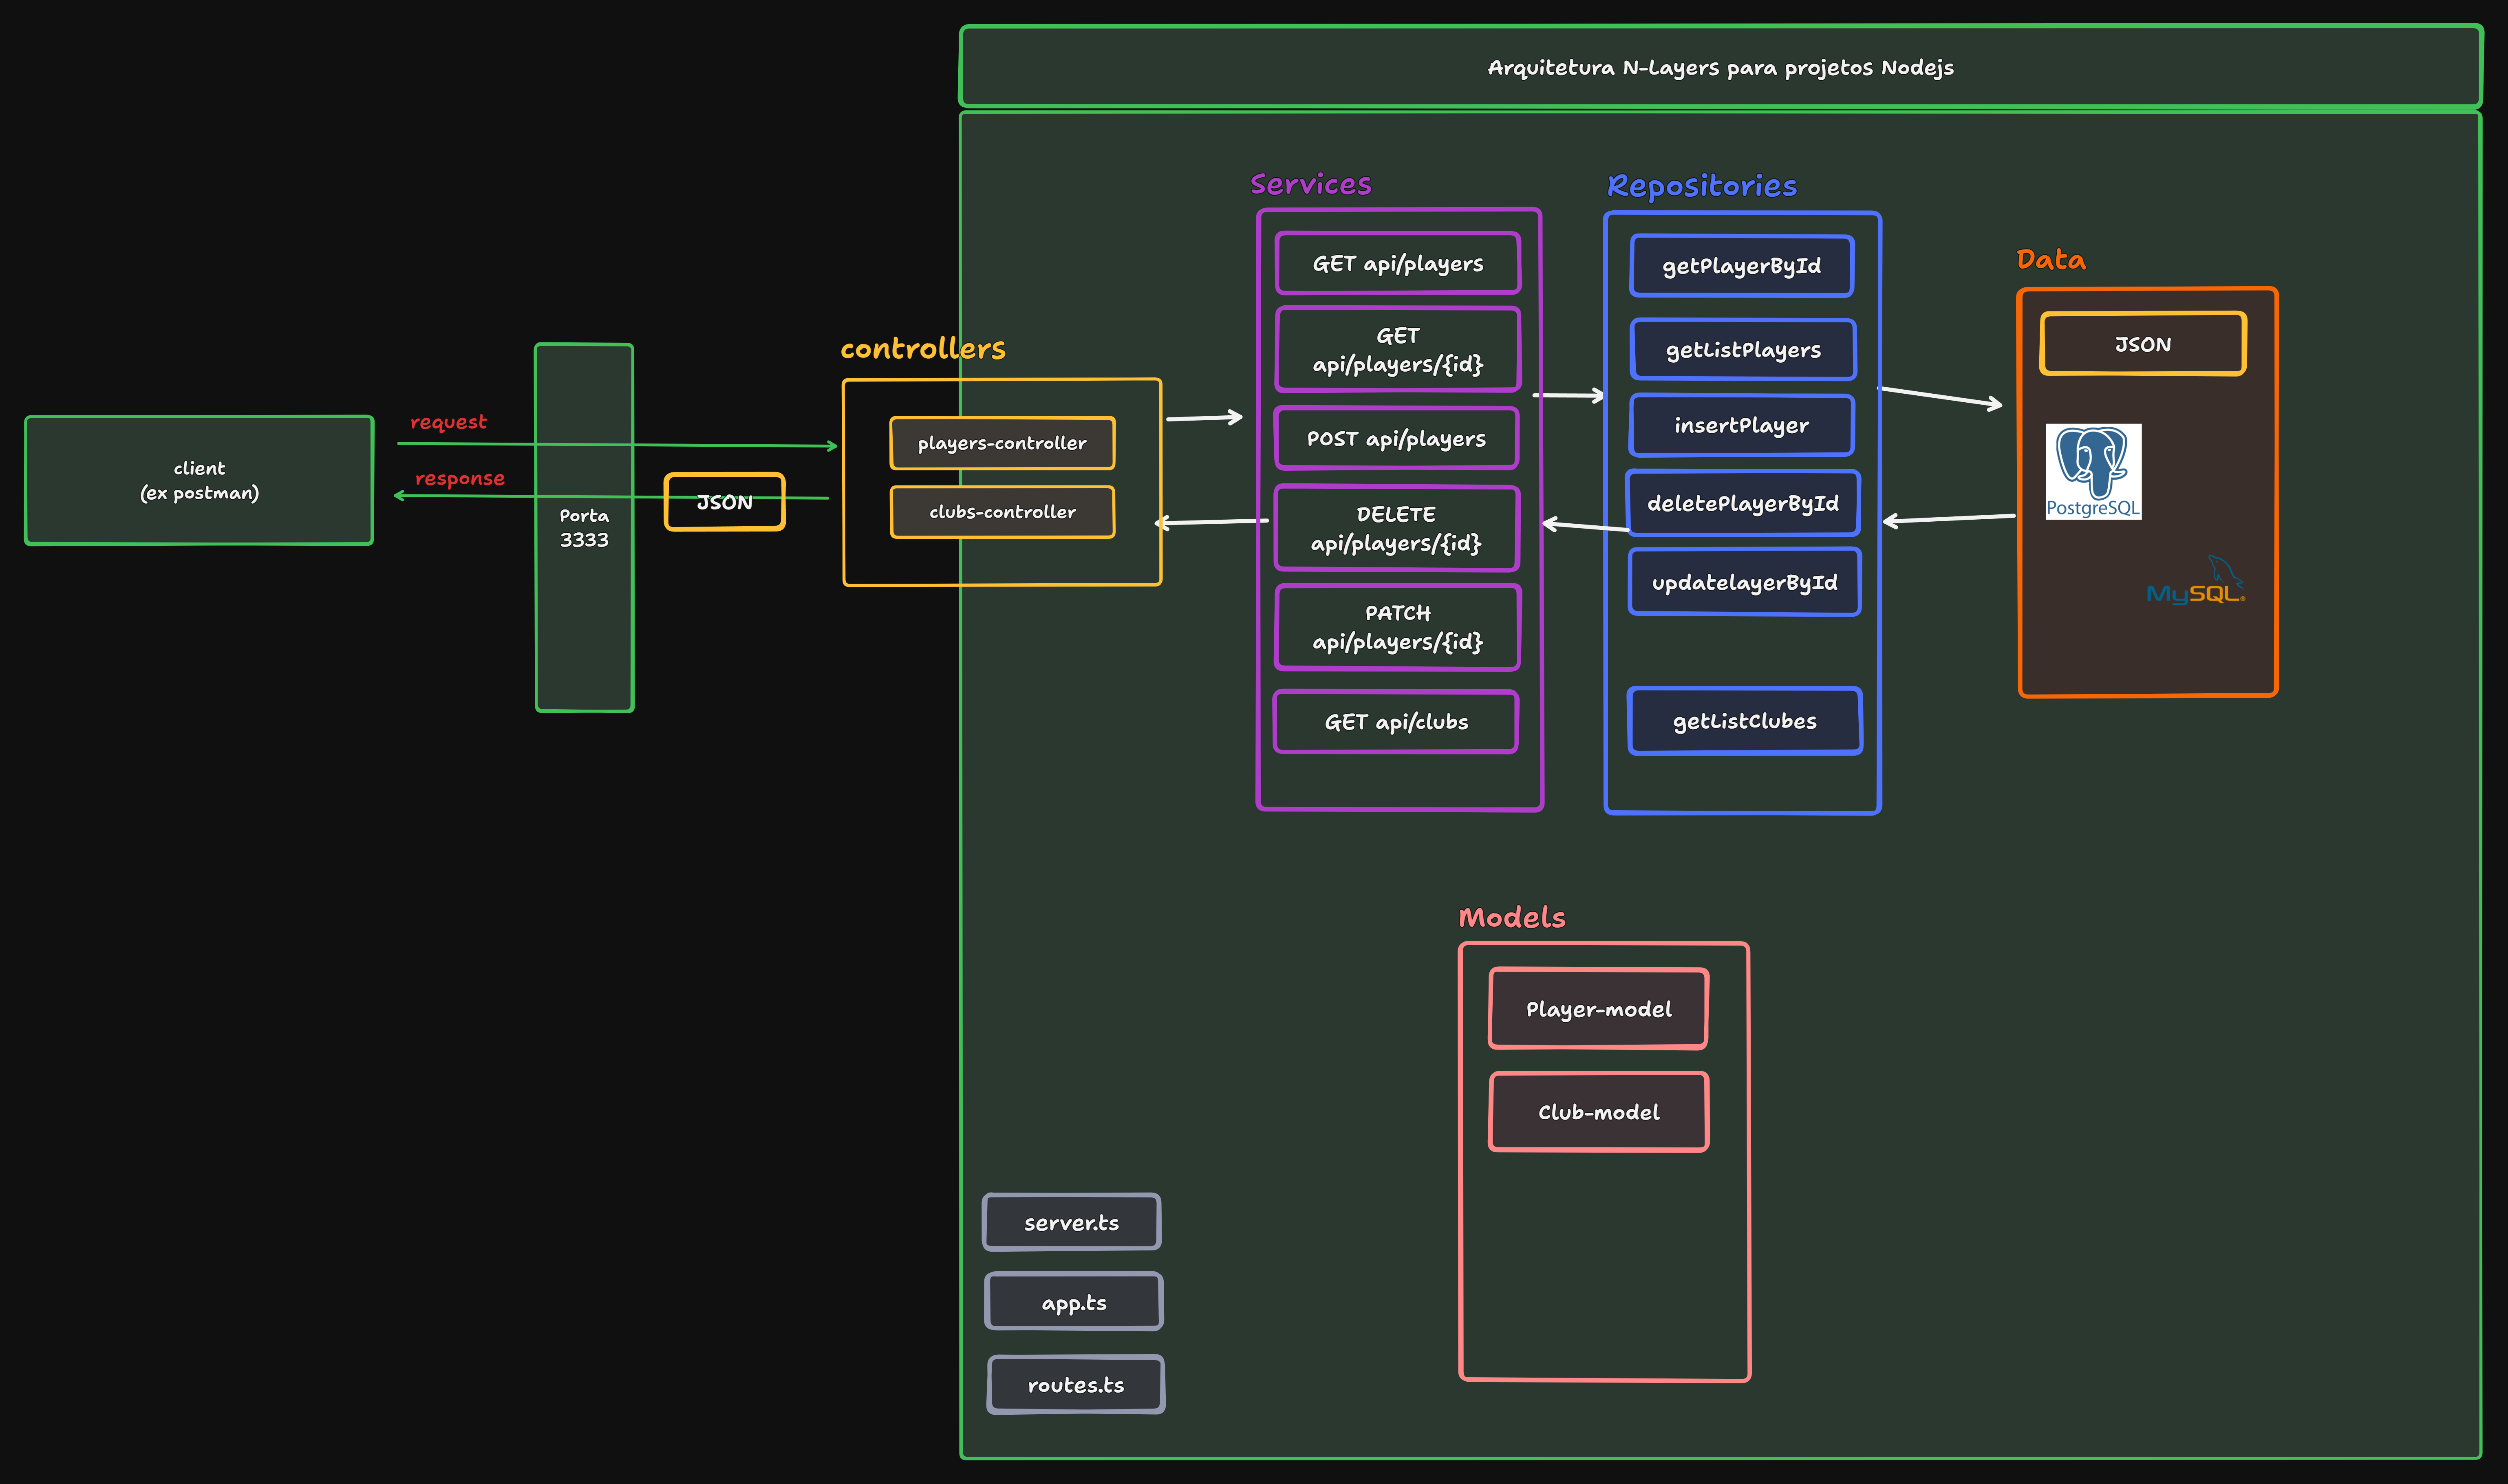 Arquitetura N-Layers para projetos Nodejs
client
(ex postman)
request
response
Porta
3333
JSON
controllers
players-controller
clubs-controller
Services
GET api/players
GET
api/players/{id}
POST api/players
DELETE
api/players/{id}
PATCH
api/players/{id}
GET api/clubs
Repositories
getPlayerById
getListPlayers
insertPlayer
deletePlayerById
updatelayerById
getListClubes
Data
JSON
PostgreSQL
MySQL®
Models
Player-model
Club-model
server.ts
app.ts
routes.ts